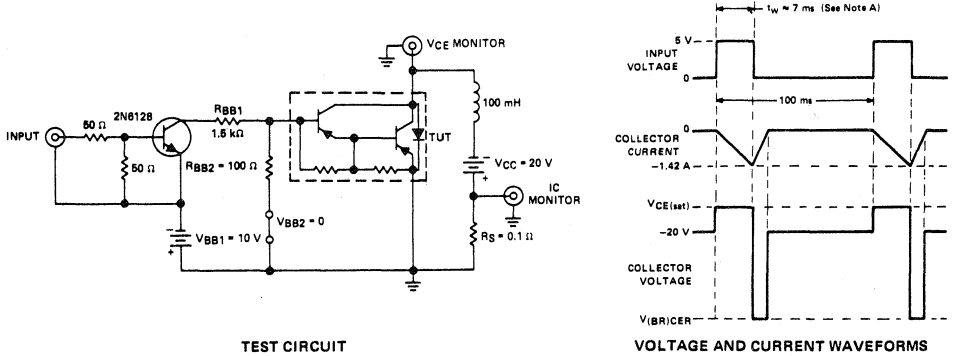 INPUT
50 Ω
50 Ω
2N6128
RBB1
1.5 kΩ
RBB2 = 100 Ω
VBB2 = 0
VBB1 = 10 V
TUT
VCE MONITOR
100 mH
VCC = 20 V
IC
MONITOR
RS = 0.1 Ω
TEST CIRCUIT
tw ≈ 7 ms (See Note A)
5 V
INPUT
VOLTAGE
0
100 ms
0
COLLECTOR
CURRENT
−1.42 A
VCE(sat)
−20 V
COLLECTOR
VOLTAGE
V(BR)CER
VOLTAGE AND CURRENT WAVEFORMS